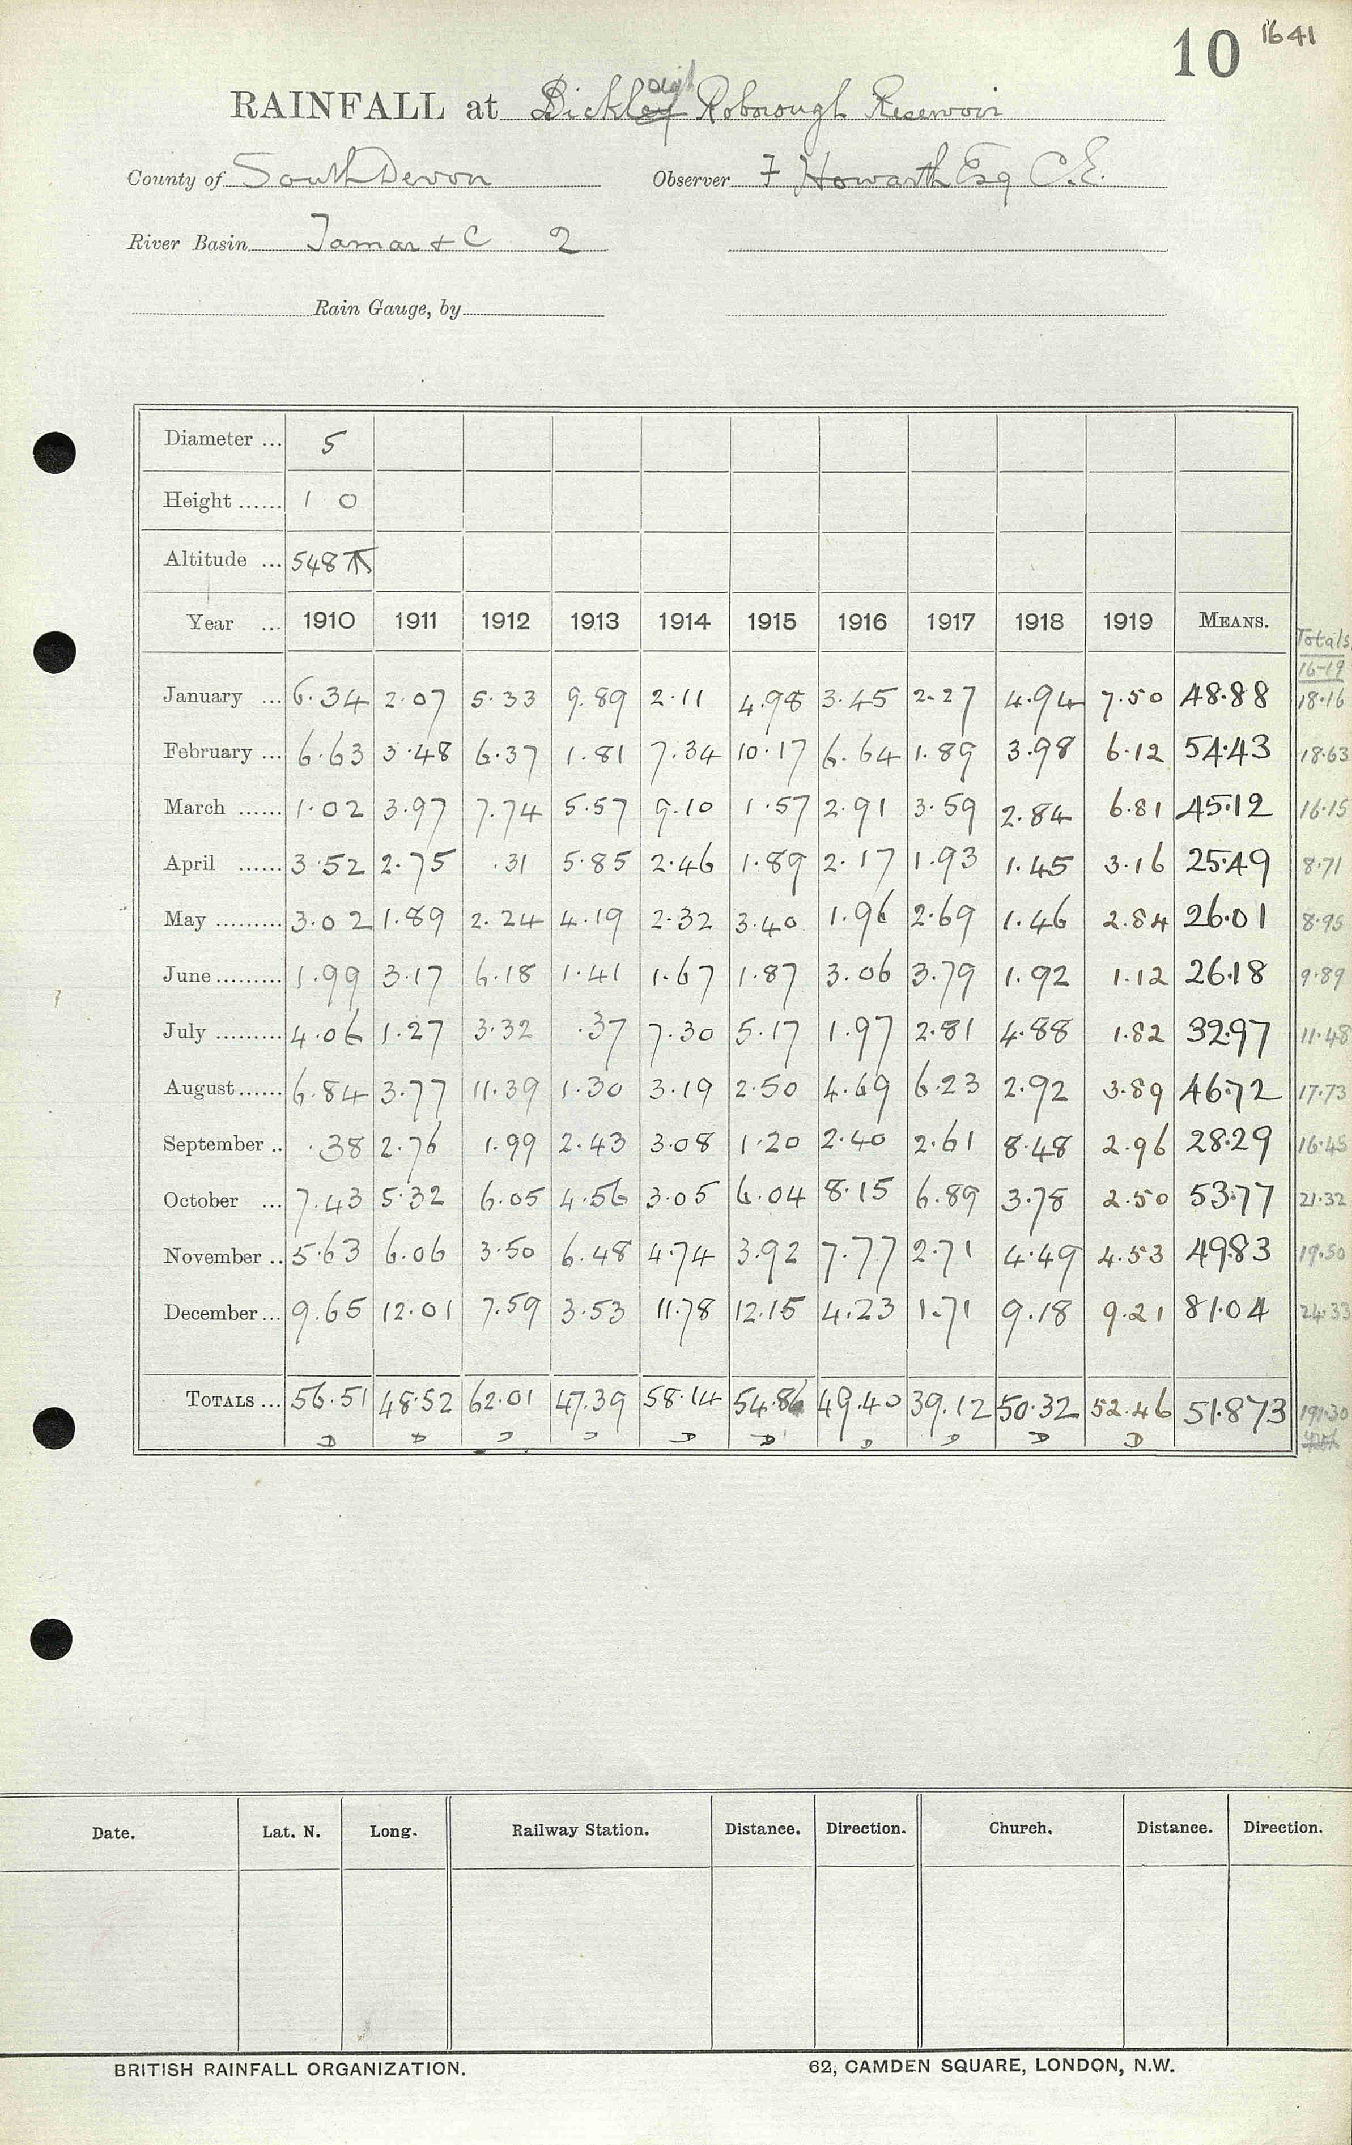 10 1641
RAINFALL at Bickleigh Roborough Reservoir
County of South Devon Observer F Howarth Esq C.E.
River Basin Tamar & C 2
Rain Gauge, by
Diameter ... 5
Height ...... 1 0
Altitude ... 548
Year ... 1910 1911 1912 1913 1914 1915 1916 1917 1918 1919 MEANS. Totals 16-19
January ... 6.34 2.07 5.33 9.89 2.11 4.98 3.45 2.27 4.94 7.50 48.88 18.16
February ... 6.63 3.48 6.37 1.81 7.34 10.17 6.64 1.89 3.98 6.12 54.43 18.63
March ...... 1.02 3.97 7.74 5.57 9.10 1.57 2.91 3.59 2.84 6.81 45.12 16.15
April ...... 3.52 2.75 .31 5.85 2.46 1.89 2.17 1.93 1.45 3.16 25.49 8.71
May ......... 3.02 1.89 2.24 4.19 2.32 3.40 1.96 2.69 1.46 2.84 26.01 8.95
June ......... 1.99 3.17 6.18 1.41 1.67 1.87 3.06 3.79 1.92 1.12 26.18 9.89
July ......... 4.06 1.27 3.32 .37 7.30 5.17 1.97 2.81 4.88 1.82 32.97 11.48
August ...... 6.84 3.77 11.39 1.30 3.19 2.50 4.69 6.23 2.92 3.89 46.72 17.73
September .. .38 2.76 1.99 2.43 3.08 1.20 2.40 2.61 8.48 2.96 28.29 16.45
October ... 7.43 5.32 6.05 4.56 3.05 6.04 8.15 6.89 3.78 2.50 53.77 21.32
November .. 5.63 6.06 3.50 6.48 4.74 3.92 7.77 2.71 4.49 4.53 49.83 19.50
December ... 9.65 12.01 7.59 3.53 11.78 12.15 4.23 1.71 9.18 9.21 81.04 24.33
TOTALS ... 56.51 48.52 62.01 47.39 58.14 54.86 49.40 39.12 50.32 52.46 51.873 191.30
D D D D D D D D D D
Date. Lat. N. Long. Railway Station. Distance. Direction. Church. Distance. Direction.
BRITISH RAINFALL ORGANIZATION. 62, CAMDEN SQUARE, LONDON, N.W.